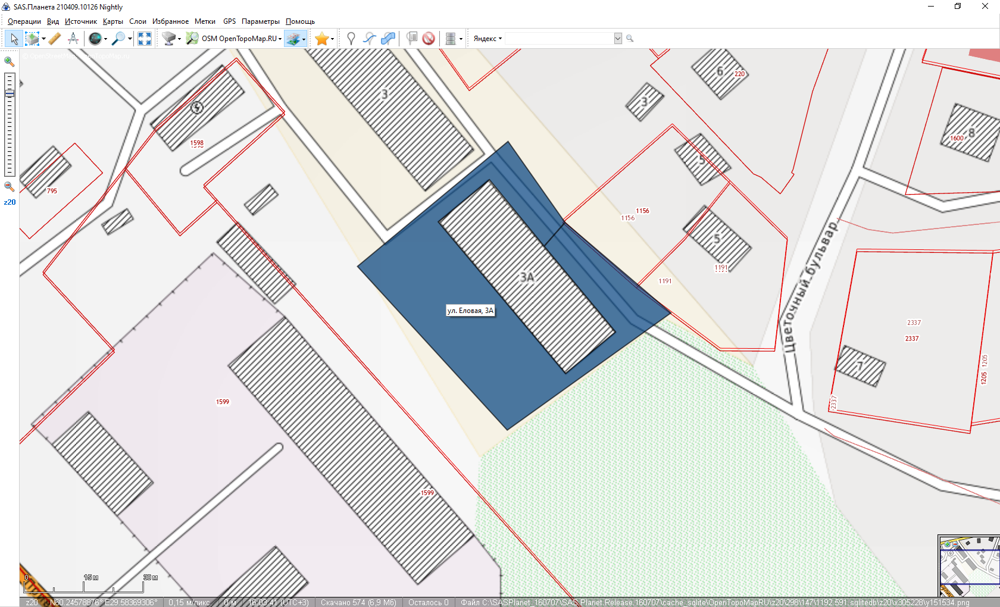 SAS.Планета 210409.10126 Nightly
Операции Вид Источник Карты Слои Избранное Метки GPS Параметры Помощь
OSM OpenTopoMap.RU
Яндекс
z20
3
6
220
3
1598
5
8
1600
795
1156
1156
5
1191
1191
3А
ул. Еловая, 3А
Цветочный бульвар
2337
2337
7
1205 1205
2337
1599
1599
0 15 м 30 м
z20 N60.24578876° E29.58369306° 0,15 м/пикс. 0 м 16:03:41 (UTC+3) Скачано 574 (6,9 Мб) Осталось 0 Файл C:\SASPlanet_160707\SAS.Planet.Release.160707\cache_sqlite\OpenTopoMapRU\z20\298\147\1192.591.sqlitedb\z20\x305228\y151534.png